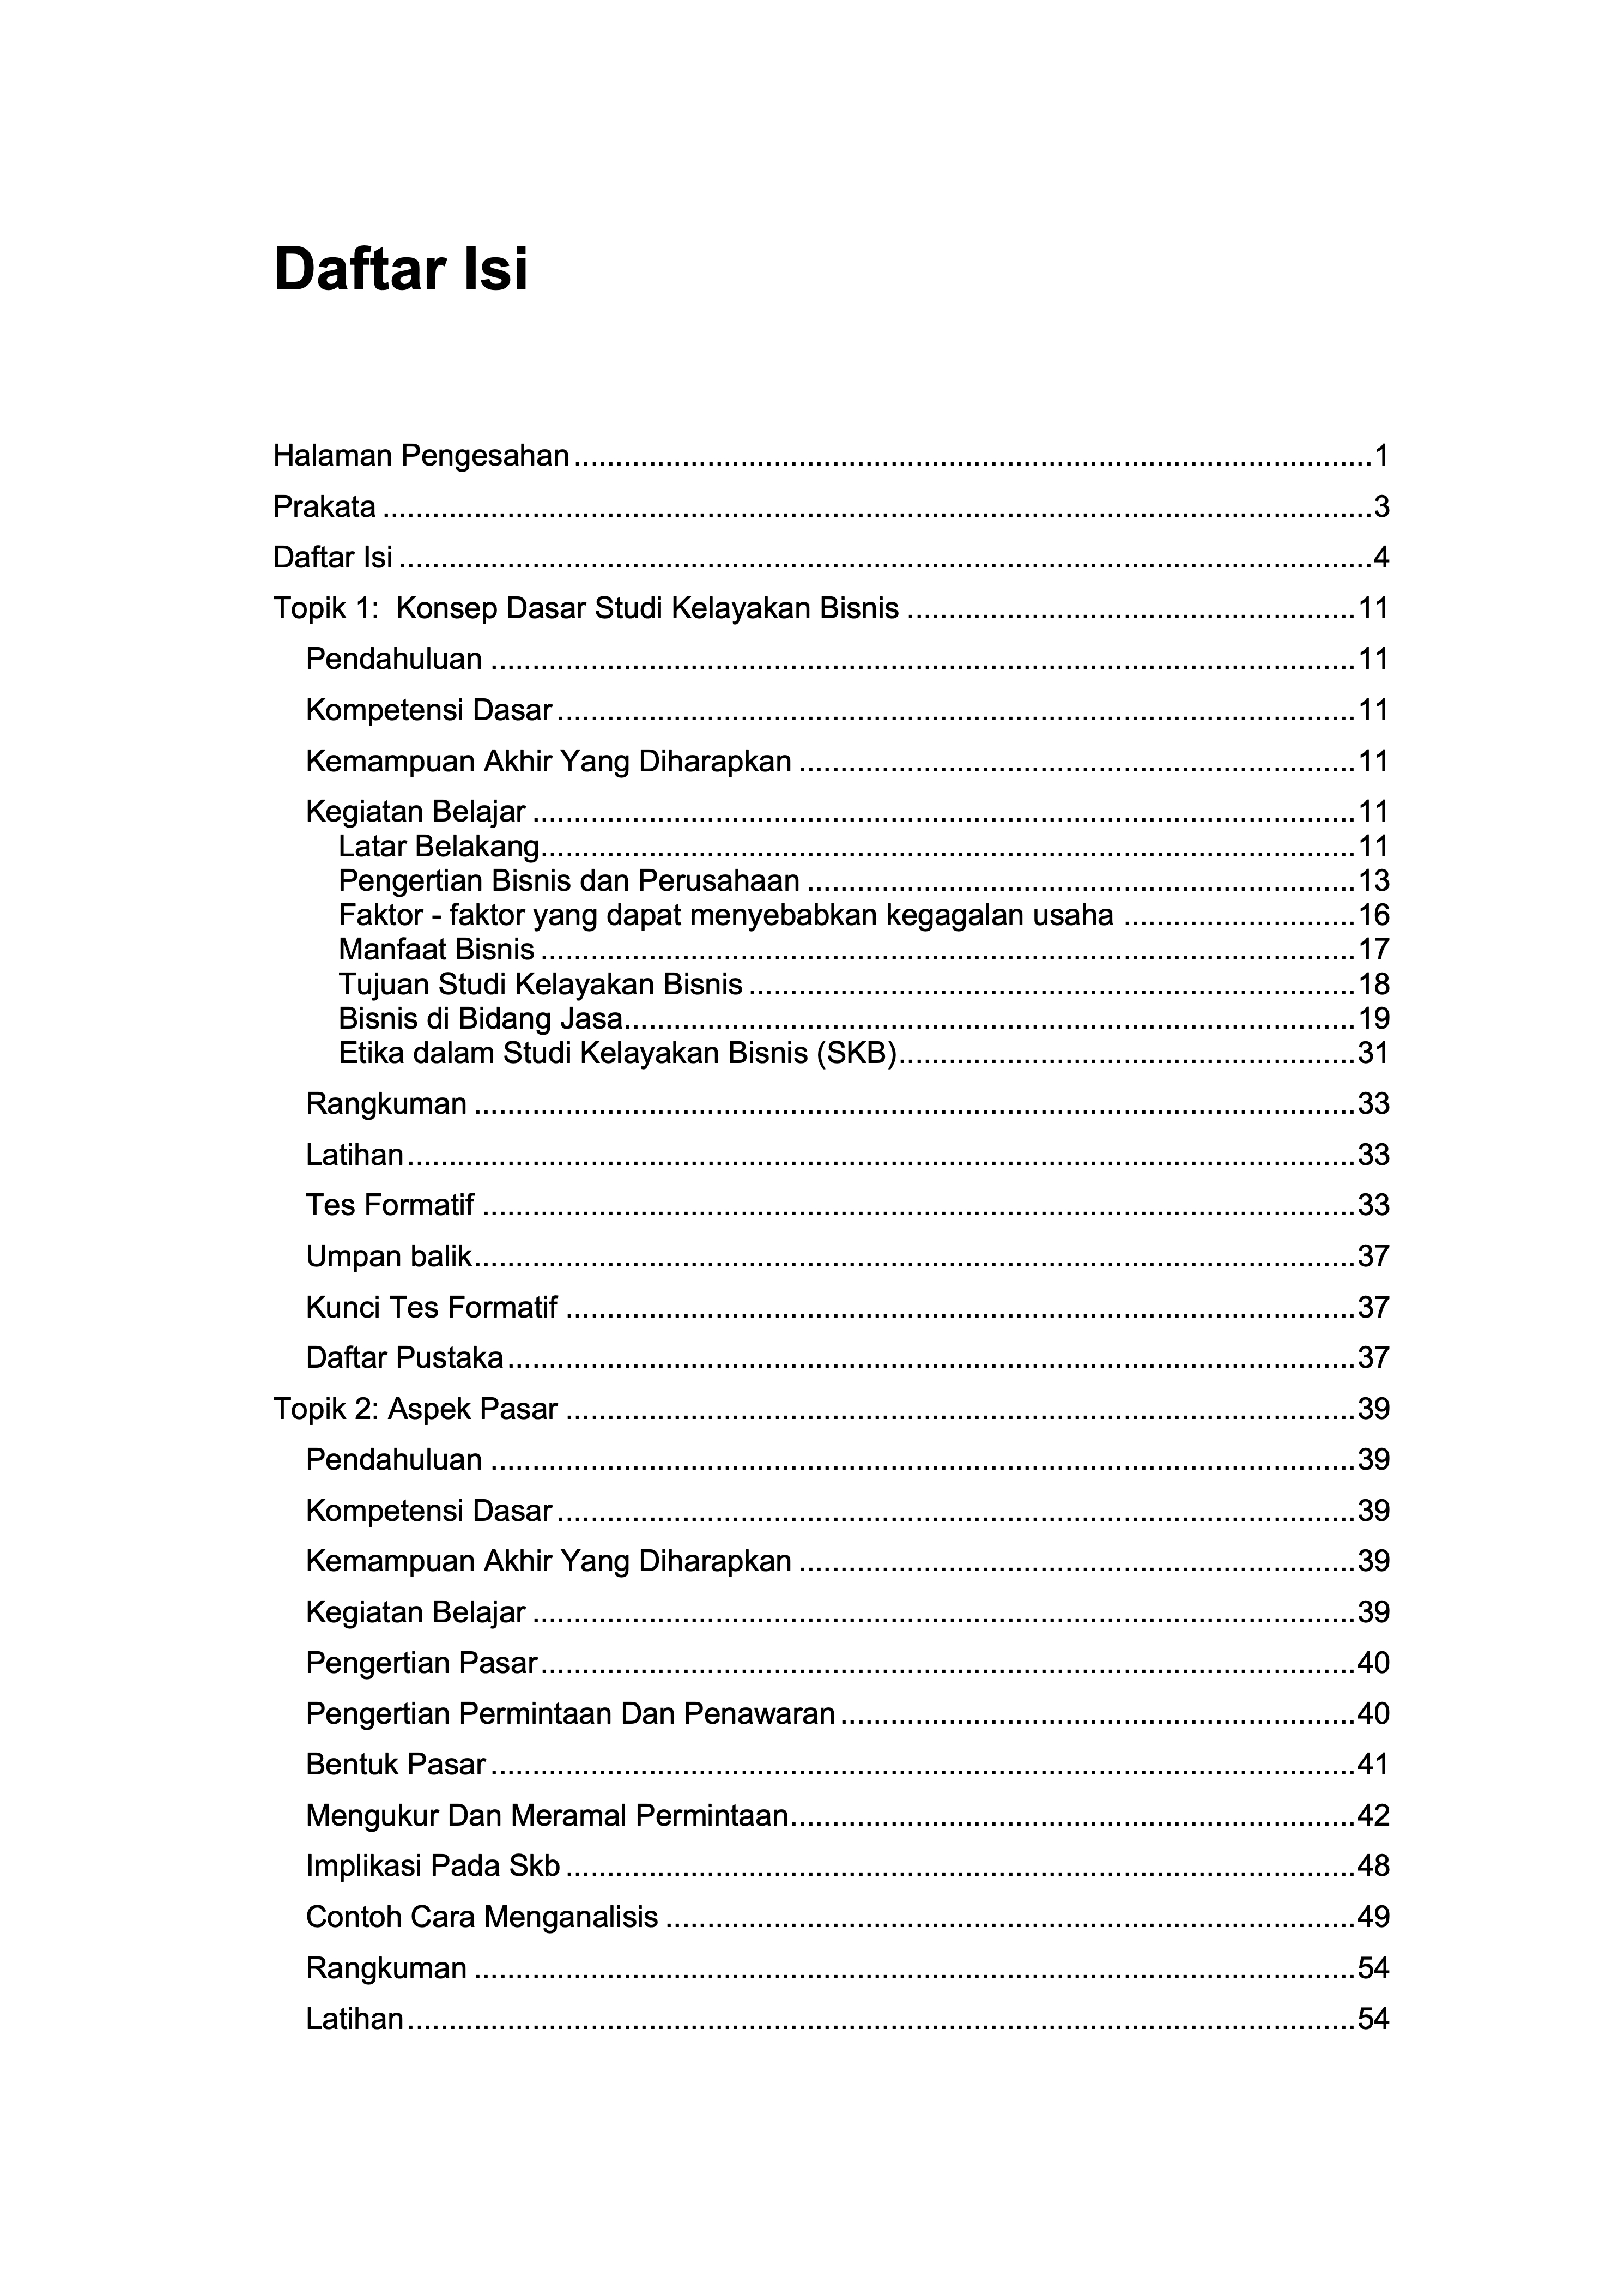 Daftar Isi
Halaman Pengesahan ........ 1
Prakata ........ 3
Daftar Isi ........ 4
Topik 1:  Konsep Dasar Studi Kelayakan Bisnis ........ 11
Pendahuluan ........ 11
Kompetensi Dasar ........ 11
Kemampuan Akhir Yang Diharapkan ........ 11
Kegiatan Belajar ........ 11
Latar Belakang ........ 11
Pengertian Bisnis dan Perusahaan ........ 13
Faktor - faktor yang dapat menyebabkan kegagalan usaha ........ 16
Manfaat Bisnis ........ 17
Tujuan Studi Kelayakan Bisnis ........ 18
Bisnis di Bidang Jasa ........ 19
Etika dalam Studi Kelayakan Bisnis (SKB) ........ 31
Rangkuman ........ 33
Latihan ........ 33
Tes Formatif ........ 33
Umpan balik ........ 37
Kunci Tes Formatif ........ 37
Daftar Pustaka ........ 37
Topik 2: Aspek Pasar ........ 39
Pendahuluan ........ 39
Kompetensi Dasar ........ 39
Kemampuan Akhir Yang Diharapkan ........ 39
Kegiatan Belajar ........ 39
Pengertian Pasar ........ 40
Pengertian Permintaan Dan Penawaran ........ 40
Bentuk Pasar ........ 41
Mengukur Dan Meramal Permintaan ........ 42
Implikasi Pada Skb ........ 48
Contoh Cara Menganalisis ........ 49
Rangkuman ........ 54
Latihan ........ 54